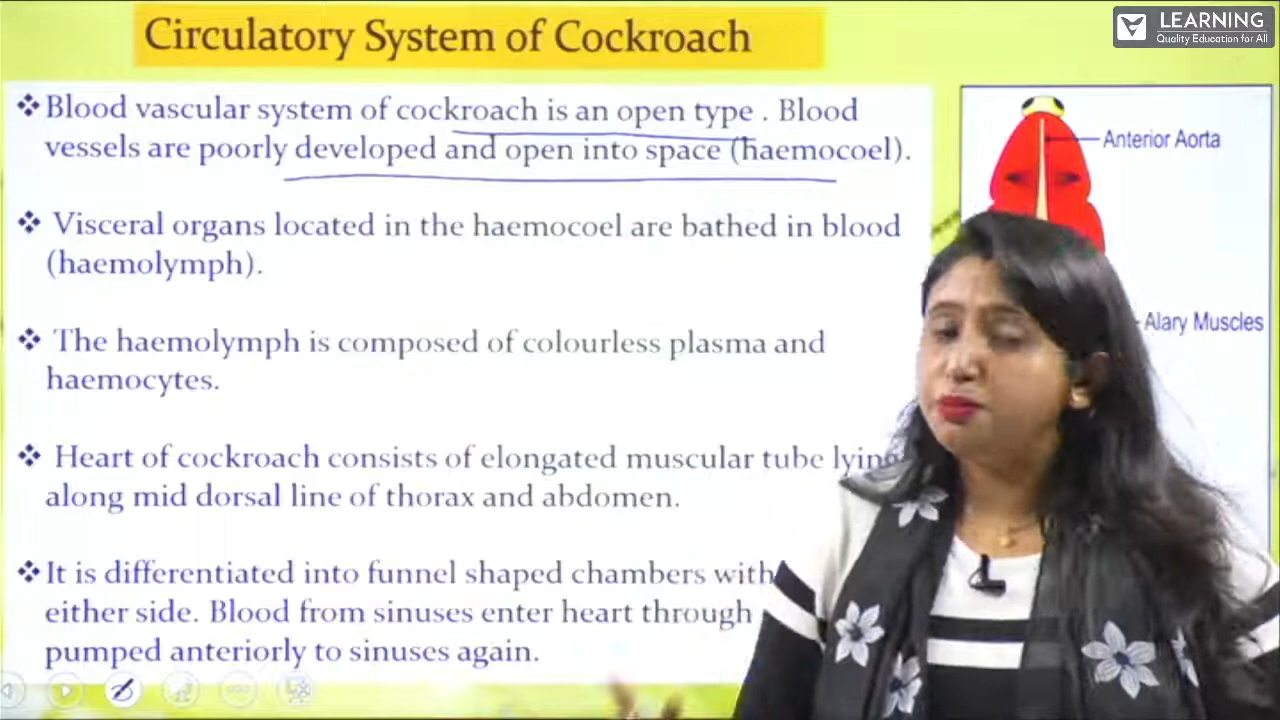 Circulatory System of Cockroach
LEARNING
Quality Education for All
❖Blood vascular system of cockroach is an open type . Blood
vessels are poorly developed and open into space (haemocoel).
❖ Visceral organs located in the haemocoel are bathed in blood
(haemolymph).
❖ The haemolymph is composed of colourless plasma and
haemocytes.
❖ Heart of cockroach consists of elongated muscular tube lying
along mid dorsal line of thorax and abdomen.
❖It is differentiated into funnel shaped chambers with
either side. Blood from sinuses enter heart through
pumped anteriorly to sinuses again.
Anterior Aorta
Alary Muscles